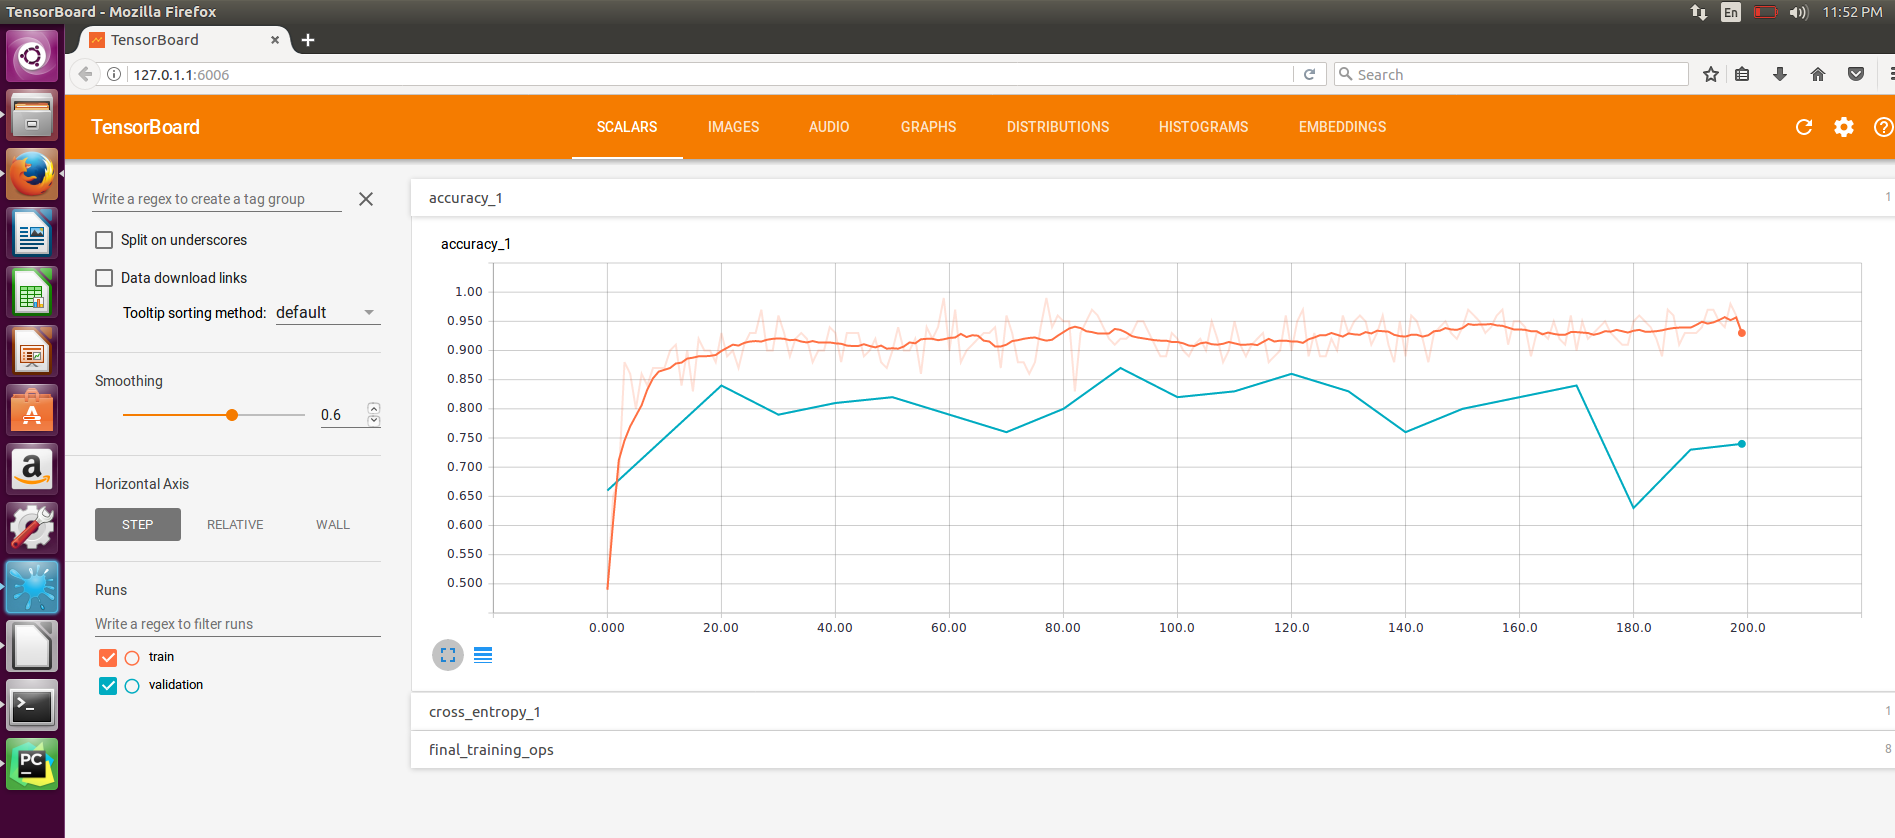 TensorBoard - Mozilla Firefox
En
11:52 PM
TensorBoard
127.0.1.1:6006
Search
TensorBoard
SCALARS IMAGES AUDIO GRAPHS DISTRIBUTIONS HISTOGRAMS EMBEDDINGS
Write a regex to create a tag group
Split on underscores
Data download links
Tooltip sorting method: default
Smoothing
0.6
Horizontal Axis
STEP RELATIVE WALL
Runs
Write a regex to filter runs
train
validation
accuracy_1 1
accuracy_1
1.00
0.950
0.900
0.850
0.800
0.750
0.700
0.650
0.600
0.550
0.500
0.000 20.00 40.00 60.00 80.00 100.0 120.0 140.0 160.0 180.0 200.0
cross_entropy_1 1
final_training_ops 8
PC